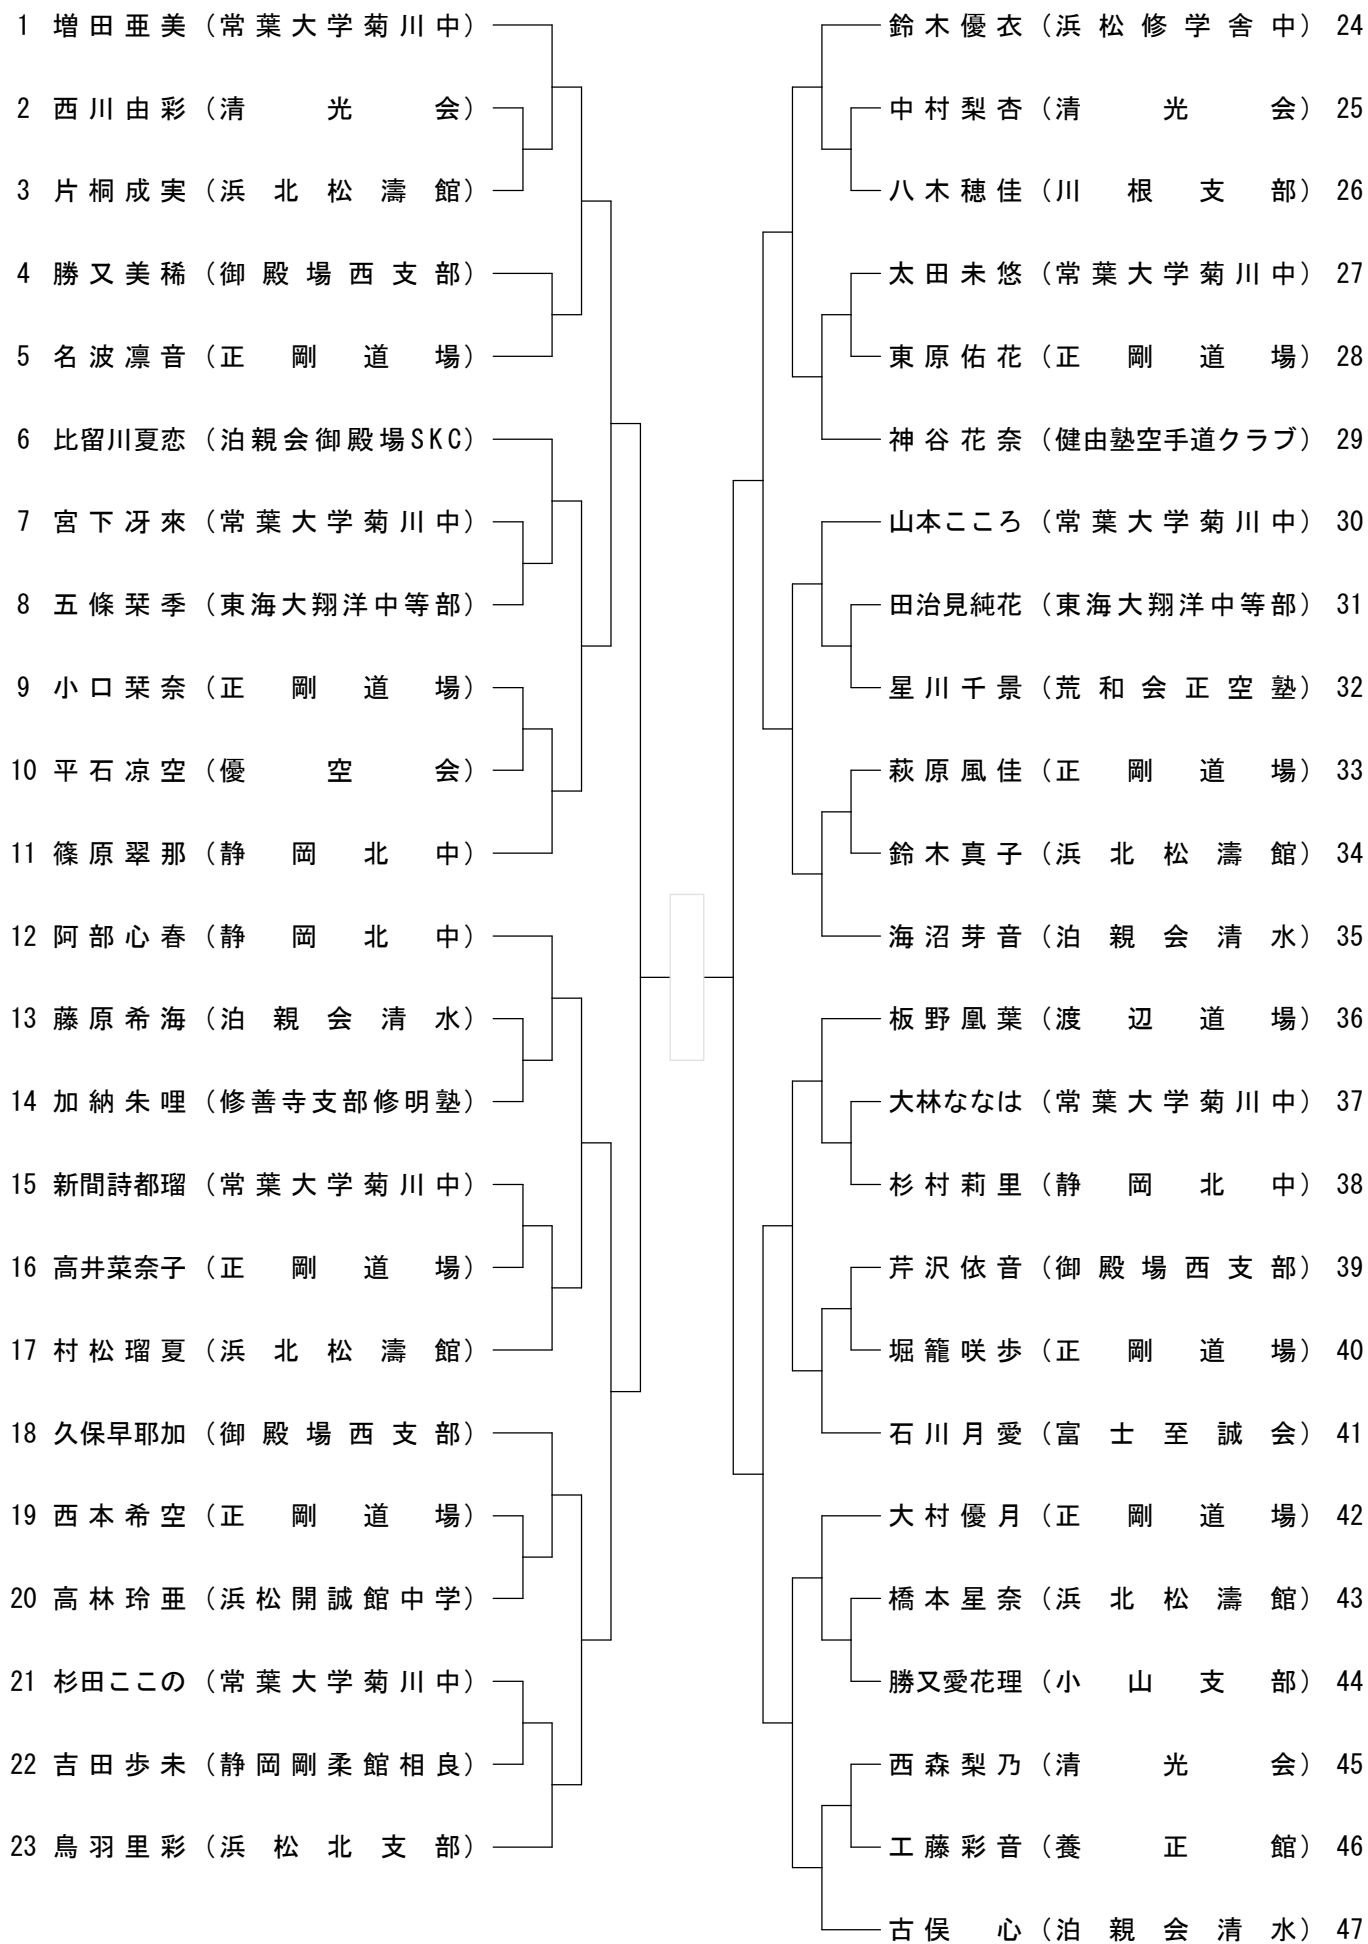 1 増田亜美（常葉大学菊川中）
2 西川由彩（清光会）
3 片桐成実（浜北松濤館）
4 勝又美稀（御殿場西支部）
5 名波凛音（正剛道場）
6 比留川夏恋（泊親会御殿場SKC）
7 宮下冴來（常葉大学菊川中）
8 五條栞季（東海大翔洋中等部）
9 小口栞奈（正剛道場）
10 平石凉空（優空会）
11 篠原翠那（静岡北中）
12 阿部心春（静岡北中）
13 藤原希海（泊親会清水）
14 加納朱哩（修善寺支部修明塾）
15 新間詩都瑠（常葉大学菊川中）
16 高井菜奈子（正剛道場）
17 村松瑠夏（浜北松濤館）
18 久保早耶加（御殿場西支部）
19 西本希空（正剛道場）
20 高林玲亜（浜松開誠館中学）
21 杉田ここの（常葉大学菊川中）
22 吉田歩未（静岡剛柔館相良）
23 鳥羽里彩（浜松北支部）
鈴木優衣（浜松修学舎中）24
中村梨杏（清光会）25
八木穂佳（川根支部）26
太田未悠（常葉大学菊川中）27
東原佑花（正剛道場）28
神谷花奈（健由塾空手道クラブ）29
山本こころ（常葉大学菊川中）30
田治見純花（東海大翔洋中等部）31
星川千景（荒和会正空塾）32
萩原風佳（正剛道場）33
鈴木真子（浜北松濤館）34
海沼芽音（泊親会清水）35
板野凰葉（渡辺道場）36
大林ななは（常葉大学菊川中）37
杉村莉里（静岡北中）38
芹沢依音（御殿場西支部）39
堀籠咲歩（正剛道場）40
石川月愛（富士至誠会）41
大村優月（正剛道場）42
橋本星奈（浜北松濤館）43
勝又愛花理（小山支部）44
西森梨乃（清光会）45
工藤彩音（養正館）46
古俣心（泊親会清水）47